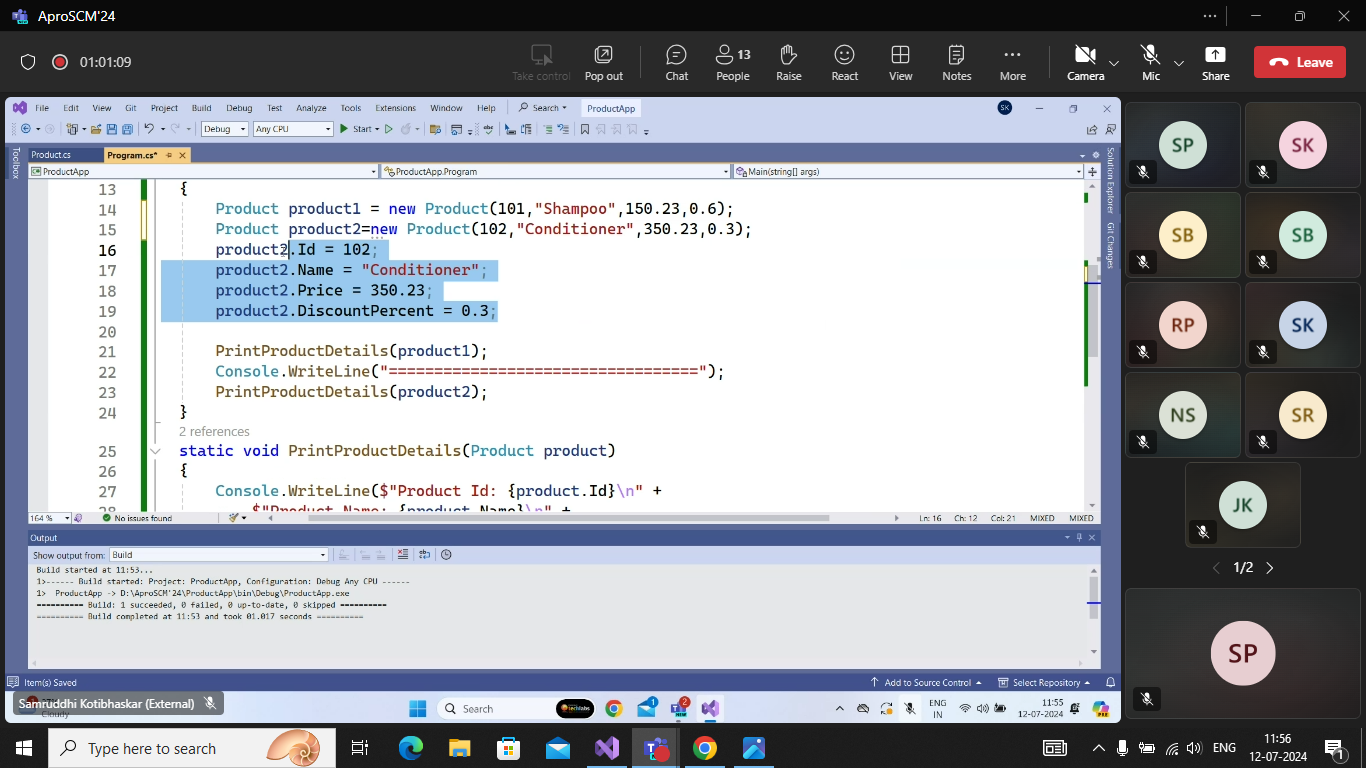 AproSCM'24
01:01:09
Take control
Pop out
Chat
13
People
Raise
React
View
Notes
More
Camera
Mic
Share
Leave
File Edit View Git Project Build Debug Test Analyze Tools Extensions Window Help Search ProductApp SK
Debug Any CPU Start
Toolbox
Product.cs Program.cs*
ProductApp ProductApp.Program Main(string[] args)
13 {
14 Product product1 = new Product(101,"Shampoo",150.23,0.6);
15 Product product2=new Product(102,"Conditioner",350.23,0.3);
16 product2.Id = 102;
17 product2.Name = "Conditioner";
18 product2.Price = 350.23;
19 product2.DiscountPercent = 0.3;
20
21 PrintProductDetails(product1);
22 Console.WriteLine("==================================");
23 PrintProductDetails(product2);
24 }
2 references
25 static void PrintProductDetails(Product product)
26 {
27 Console.WriteLine($"Product Id: {product.Id}\n" +
28 $"Product Name: {product.Name}\n" +
164 % No issues found Ln: 16 Ch: 12 Col: 21 MIXED MIXED
Solution Explorer
Git Changes
Output
Show output from: Build
Build started at 11:53...
1>------ Build started: Project: ProductApp, Configuration: Debug Any CPU ------
1> ProductApp -> D:\AproSCM'24\ProductApp\bin\Debug\ProductApp.exe
========== Build: 1 succeeded, 0 failed, 0 up-to-date, 0 skipped ==========
========== Build completed at 11:53 and took 01.017 seconds ==========
Item(s) Saved Add to Source Control Select Repository
Samruddhi Kotibhaskar (External)
Cloudy
Search
1
2
ENG
IN
11:55
12-07-2024
SP
SK
SB
SB
RP
SK
NS
SR
JK
1/2
SP
Type here to search
ENG
11:56
12-07-2024
1